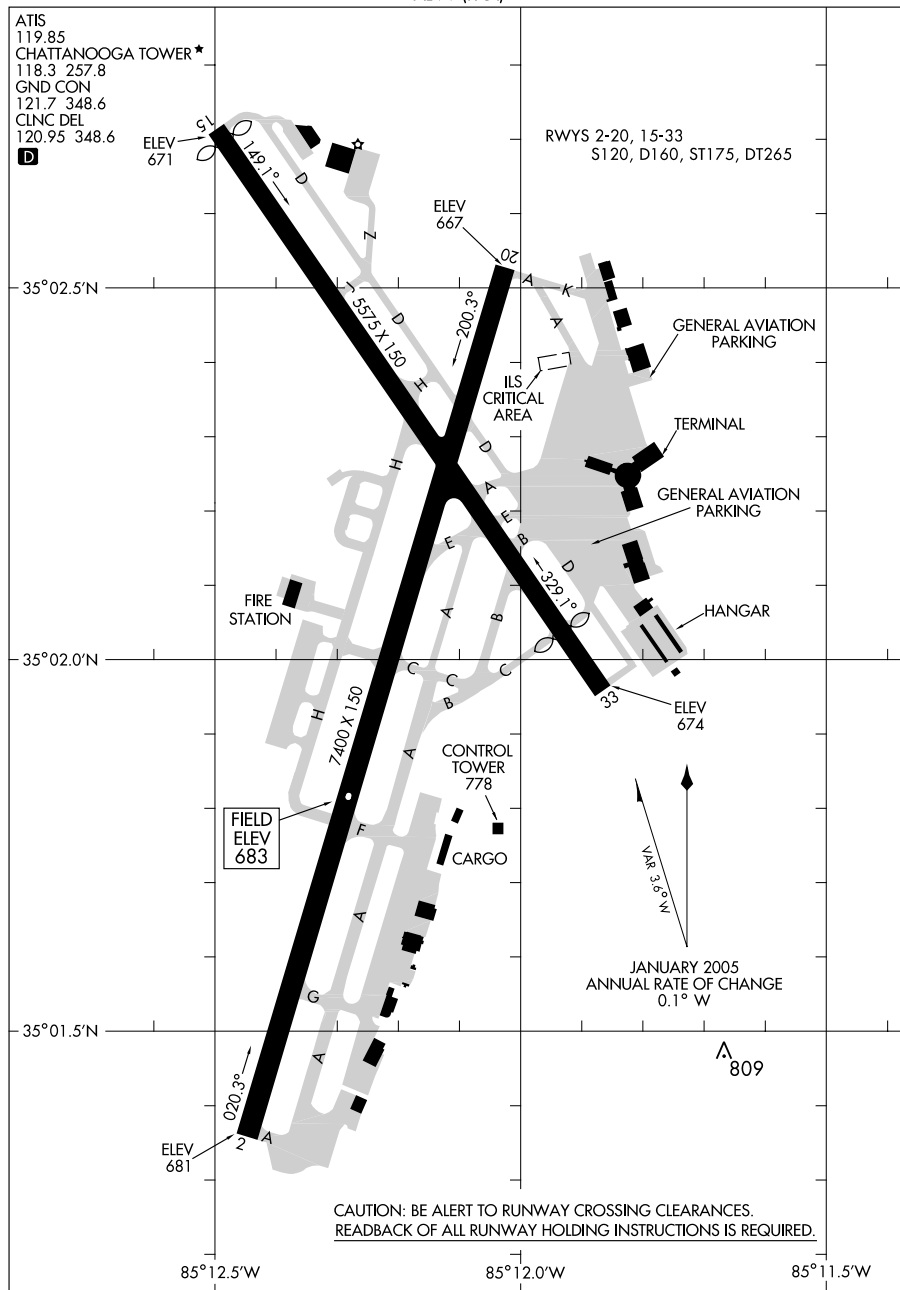 ATIS
119.85
CHATTANOOGA TOWER
118.3 257.8
GND CON
121.7 348.6
CLNC DEL
120.95 348.6
D
15
ELEV
671
149.1°
D
RWYS 2-20, 15-33
S120, D160, ST175, DT265
ELEV
667
Z
20
A
K
35°02.5'N
J
5575 X 150
D
200.3°
A
GENERAL AVIATION
PARKING
ILS
CRITICAL
AREA
H
TERMINAL
D
H
A
GENERAL AVIATION
PARKING
E
E
B
D
329.1°
FIRE
STATION
A
B
HANGAR
35°02.0'N
C
C
C
B
33
ELEV
674
H
7400 X 150
A
CONTROL
TOWER
778
FIELD
ELEV
683
F
CARGO
VAR 3.6° W
A
JANUARY 2005
ANNUAL RATE OF CHANGE
0.1° W
G
35°01.5'N
A
809
020.3°
2
A
ELEV
681
CAUTION: BE ALERT TO RUNWAY CROSSING CLEARANCES.
READBACK OF ALL RUNWAY HOLDING INSTRUCTIONS IS REQUIRED.
85°12.5'W
85°12.0'W
85°11.5'W